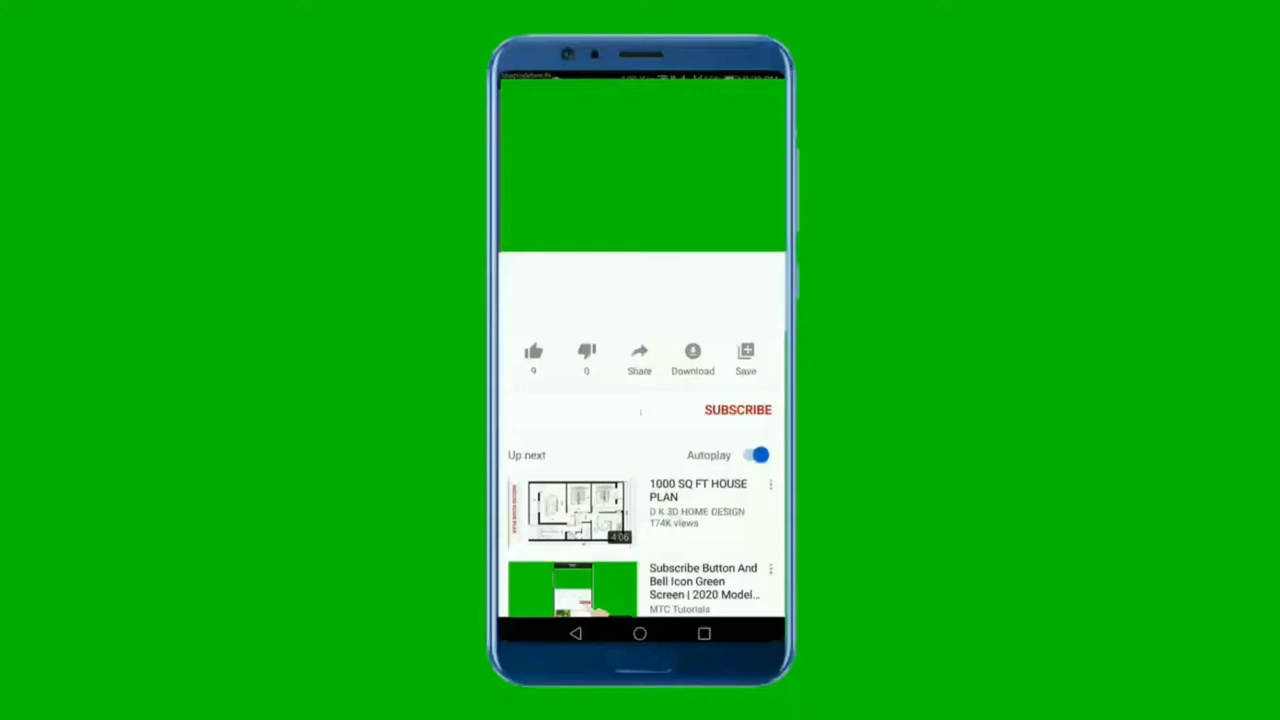 9
0
Share
Download
Save
SUBSCRIBE
Up next
Autoplay
1000 SQ FT HOUSE
PLAN
D K 3D HOME DESIGN
174K views
4:06
Subscribe Button And
Bell Icon Green
Screen | 2020 Model...
MTC Tutorials